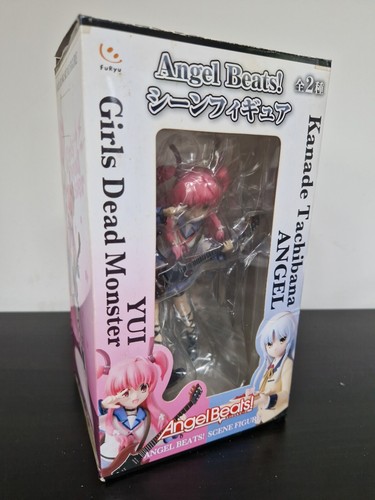 FuRyu
Angel Beats!
全2種
シーンフィギュア
Girls Dead Monster
YUI
Kanade Tachibana
ANGEL
Angel Beats!
ANGEL BEATS! SCENE FIGUR